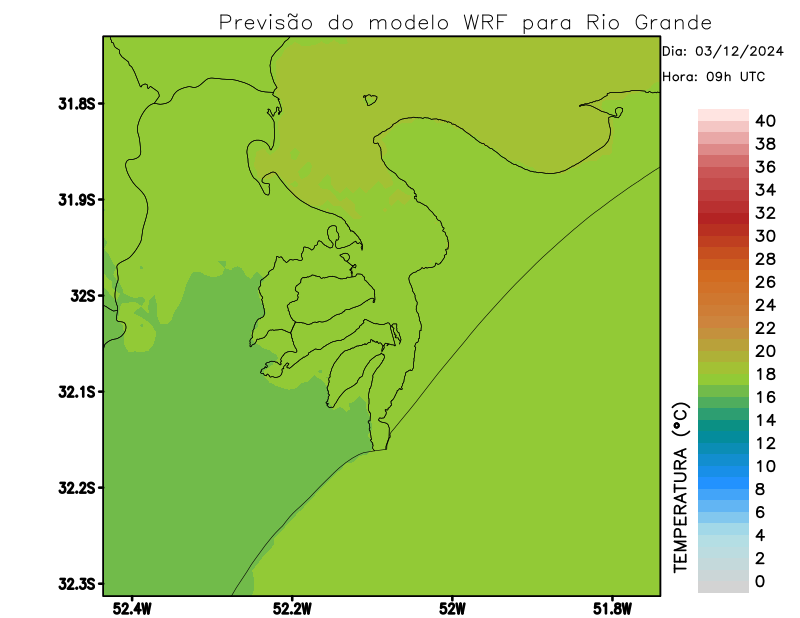 Previsão do modelo WRF para Rio Grande
Dia: 03/12/2024
Hora: 09h UTC
31.8S
31.9S
32S
32.1S
32.2S
32.3S
52.4W
52.2W
52W
51.8W
TEMPERATURA (°C)
40
38
36
34
32
30
28
26
24
22
20
18
16
14
12
10
8
6
4
2
0